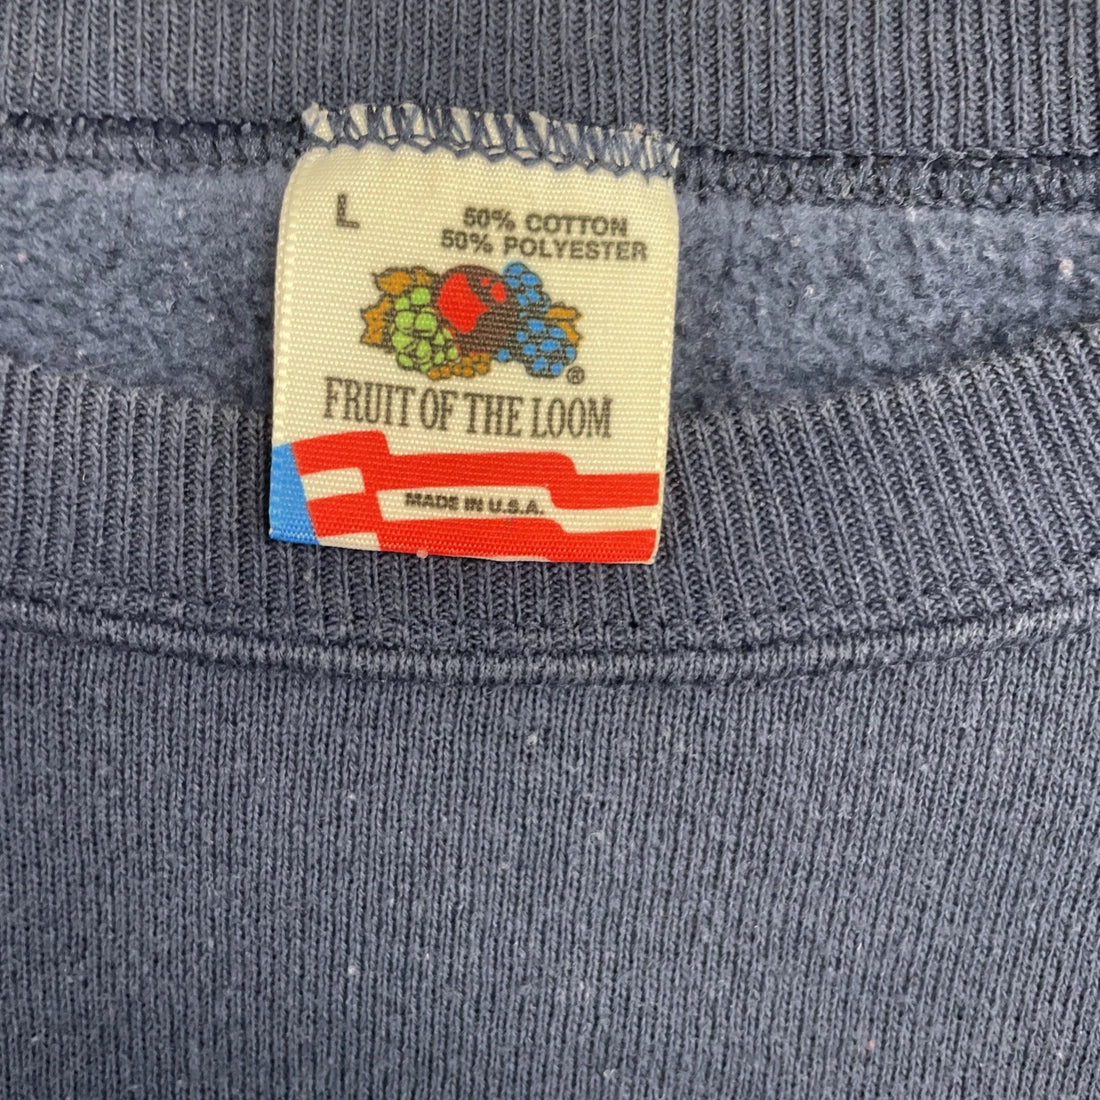 L
50% COTTON
50% POLYESTER
®
FRUIT OF THE LOOM
MADE IN U.S.A.